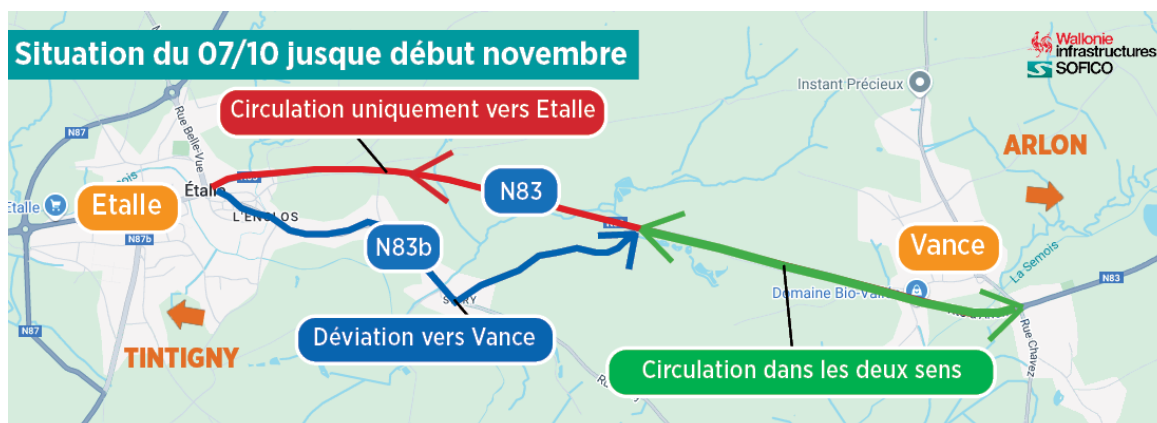 Situation du 07/10 jusque début novembre
Wallonie
infrastructures
SOFICO
Circulation uniquement vers Etalle
Instant Précieux
ARLON
N87
Rue Belle-Vue
Étalle
N83
Etalle
Etalle
L'ENCLOS
N83b
N87b
Vance
La Semois
N83
Domaine Bio-Vallée
TINTIGNY
Déviation vers Vance
N87
Circulation dans les deux sens
Rue Chavez